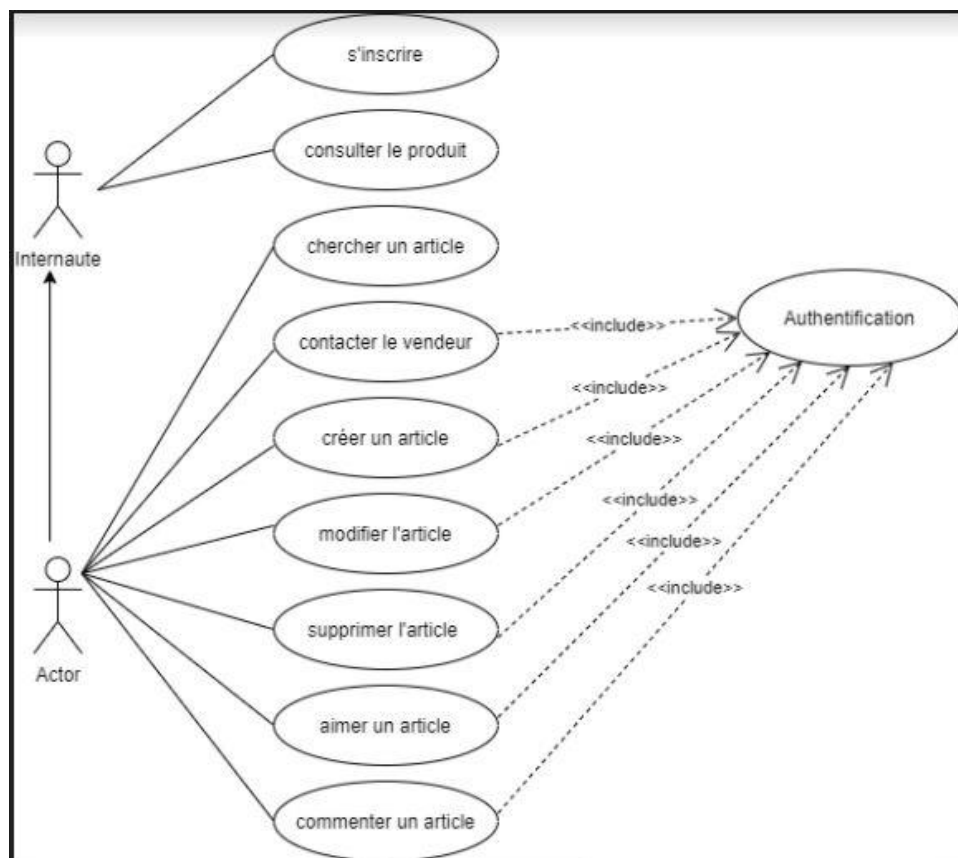 s'inscrire
consulter le produit
Internaute
chercher un article
Authentification
contacter le vendeur
<<include>>
créer un article
<<include>>
<<include>>
modifier l'article
<<include>>
<<include>>
<<include>>
supprimer l'article
Actor
aimer un article
commenter un article